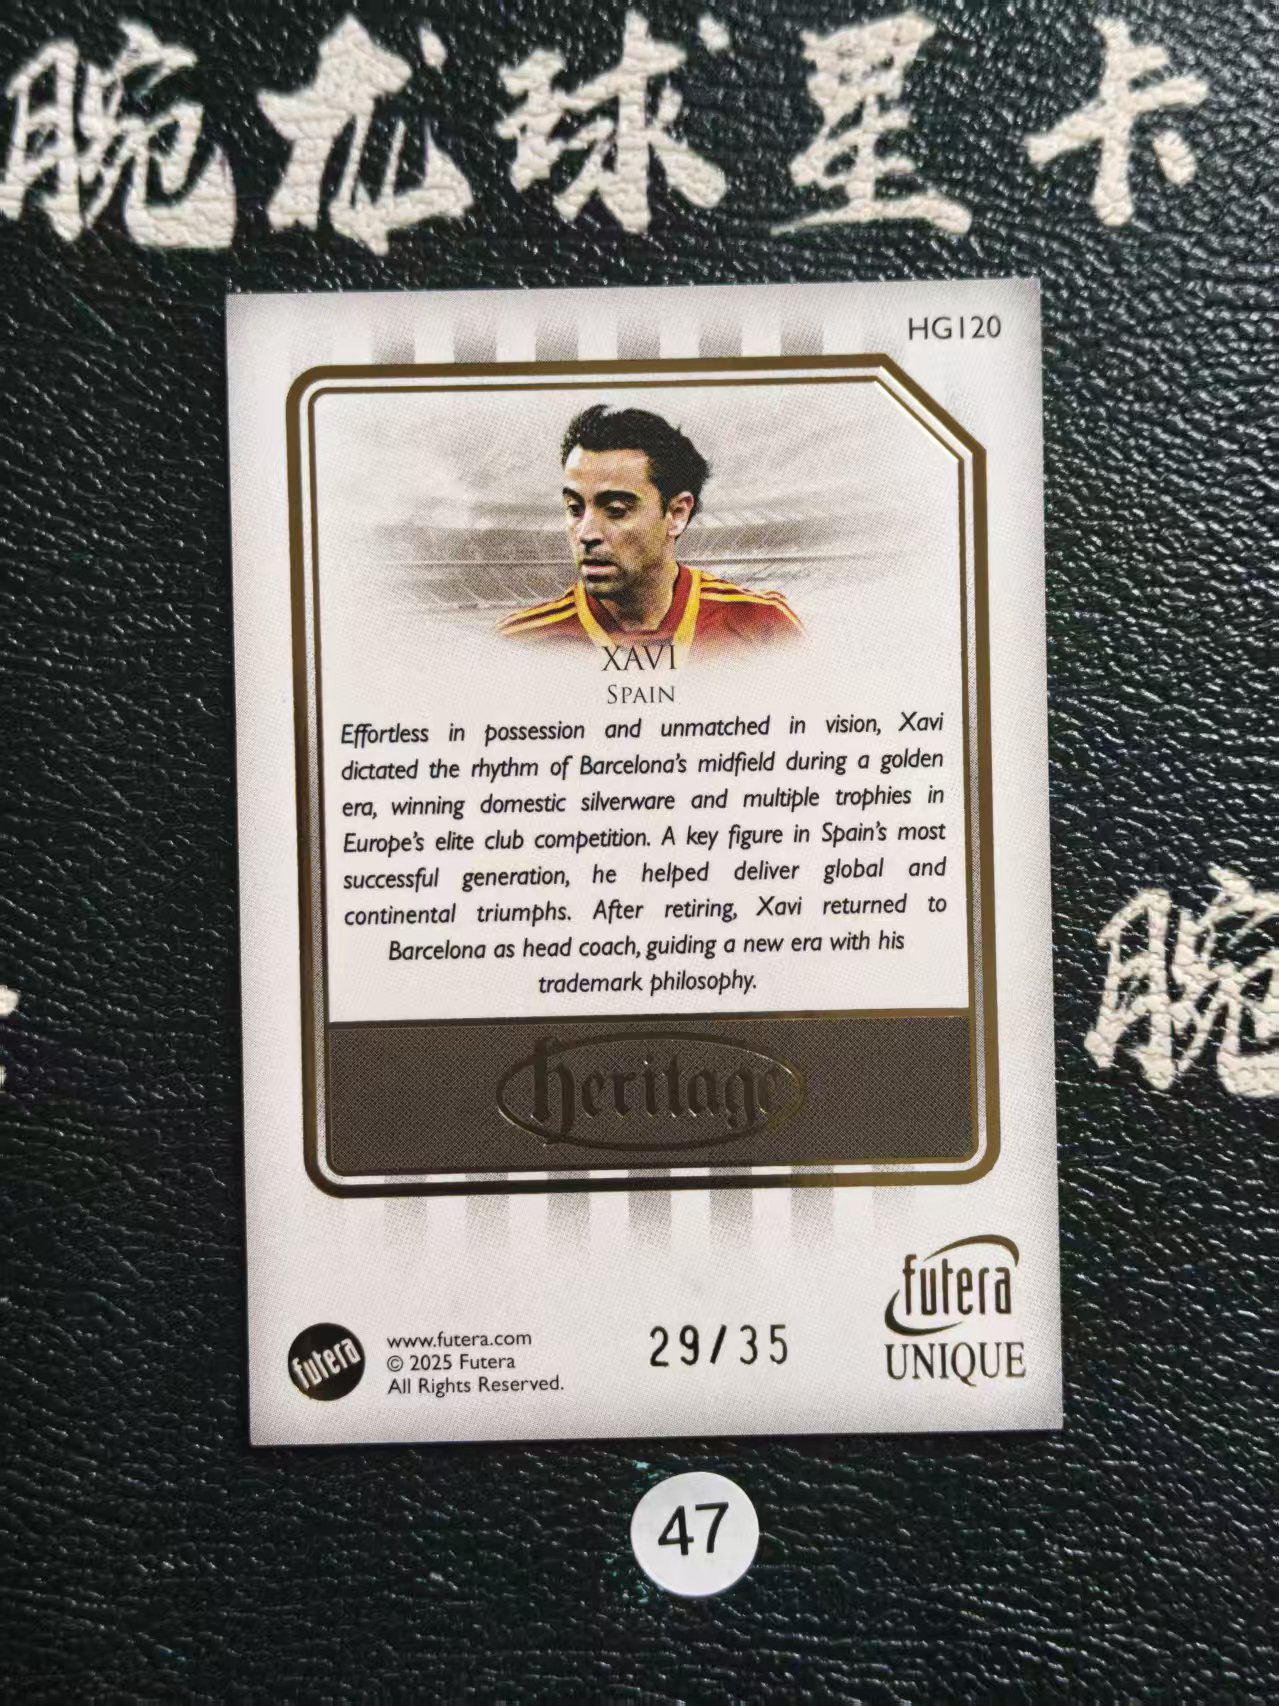 腕龙球星卡
HG120
XAVI
SPAIN
Effortless in possession and unmatched in vision, Xavi
dictated the rhythm of Barcelona's midfield during a golden
era, winning domestic silverware and multiple trophies in
Europe's elite club competition. A key figure in Spain's most
successful generation, he helped deliver global and
continental triumphs. After retiring, Xavi returned to
Barcelona as head coach, guiding a new era with his
trademark philosophy.
腕
heritage
futera
UNIQUE
futera
www.futera.com
© 2025 Futera
All Rights Reserved.
29/35
47